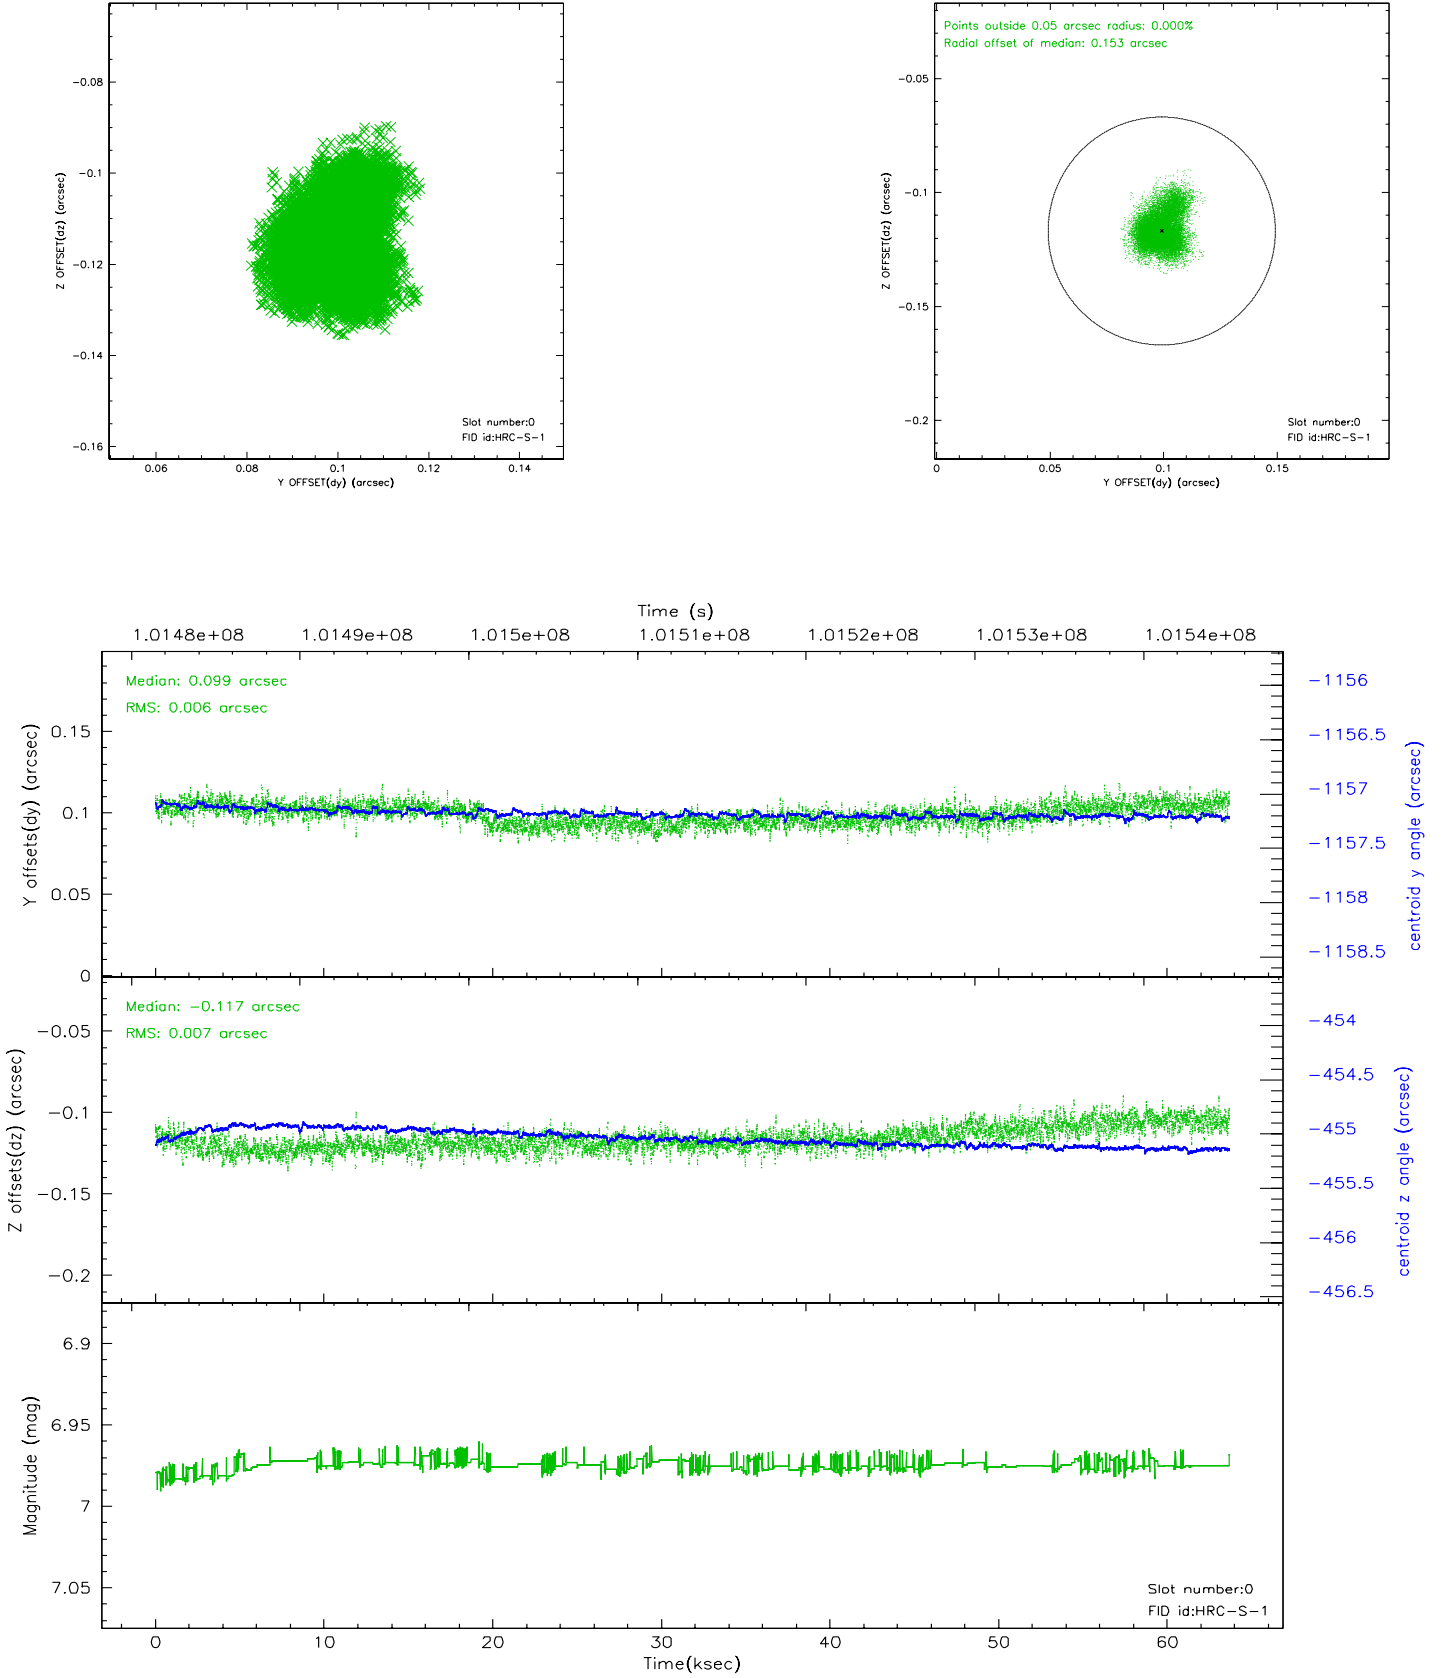 Points outside 0.05 arcsec radius: 0.000%
Radial offset of median: 0.153 arcsec
-0.08
-0.1
-0.12
-0.14
-0.16
Z OFFSET(dz) (arcsec)
Slot number:0
FID id:HRC-S-1
0.06 0.08 0.1 0.12 0.14
Y OFFSET(dy) (arcsec)
-0.05
-0.1
-0.15
-0.2
Z OFFSET(dz) (arcsec)
Slot number:0
FID id:HRC-S-1
0 0.05 0.1 0.15
Y OFFSET(dy) (arcsec)
Time (s)
1.0148e+08 1.0149e+08 1.015e+08 1.0151e+08 1.0152e+08 1.0153e+08 1.0154e+08
Median: 0.099 arcsec
RMS: 0.006 arcsec
0.15
0.1
0.05
0
Y offsets(dy) (arcsec)
-1156
-1156.5
-1157
-1157.5
-1158
-1158.5
centroid y angle (arcsec)
Median: -0.117 arcsec
RMS: 0.007 arcsec
-0.05
-0.1
-0.15
-0.2
Z offsets(dz) (arcsec)
-454
-454.5
-455
-455.5
-456
-456.5
centroid z angle (arcsec)
6.9
6.95
7
7.05
Magnitude (mag)
Slot number:0
FID id:HRC-S-1
0 10 20 30 40 50 60
Time(ksec)